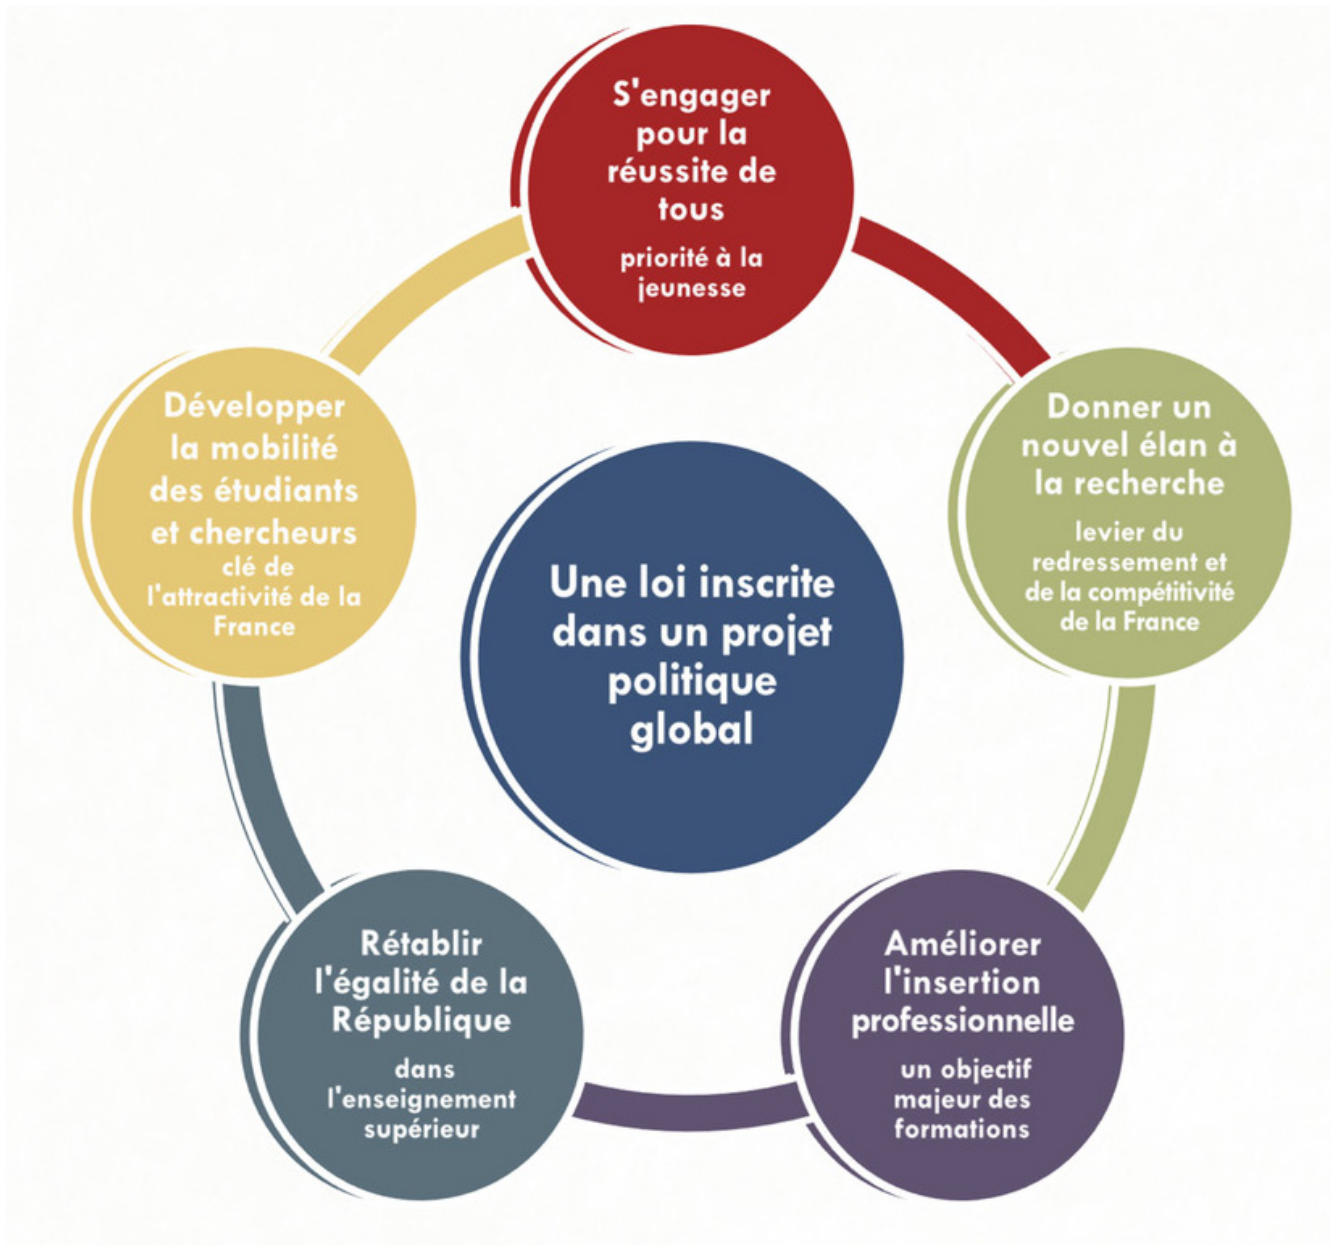 S'engager
pour la
réussite de
tous
priorité à la
jeunesse
Donner un
nouvel élan à
la recherche
levier du
redressement et
de la compétitivité
de la France
Améliorer
l'insertion
professionnelle
un objectif
majeur des
formations
Rétablir
l'égalité de la
République
dans
l'enseignement
supérieur
Développer
la mobilité
des étudiants
et chercheurs
clé de
l'attractivité de la
France
Une loi inscrite
dans un projet
politique
global